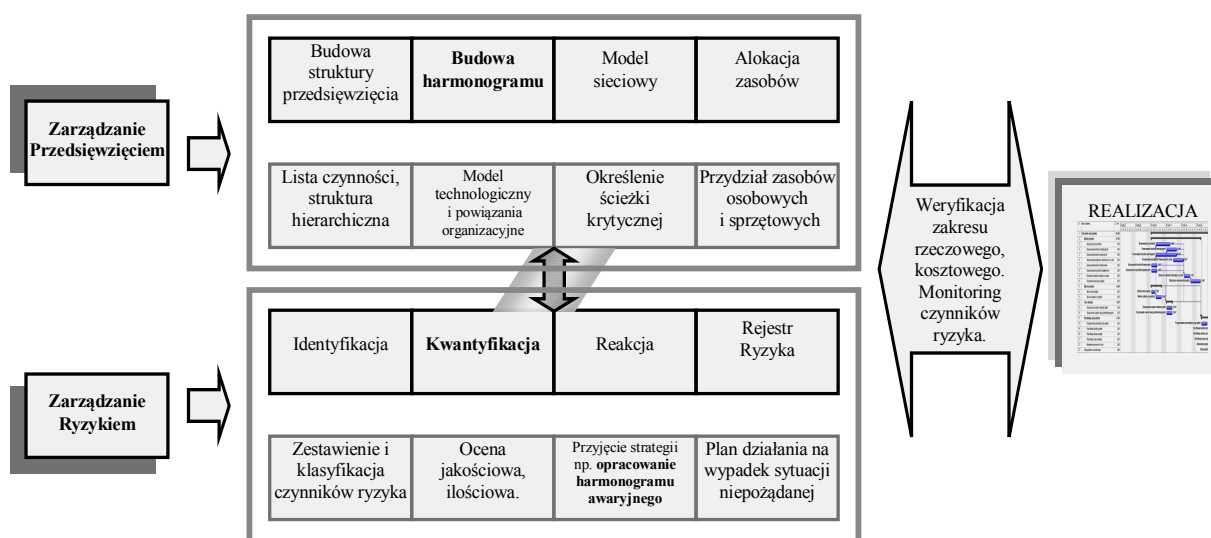 Zarządzanie
Przedsięwzięciem
Budowa
struktury
przedsięwzięcia
Budowa
harmonogramu
Model
sieciowy
Alokacja
zasobów
Lista czynności,
struktura
hierarchiczna
Model
technologiczny
i powiązania
organizacyjne
Określenie
ścieżki
krytycznej
Przydział zasobów
osobowych
i sprzętowych
Zarządzanie
Ryzykiem
Identyfikacja
Kwantyfikacja
Reakcja
Rejestr
Ryzyka
Zestawienie i
klasyfikacja
czynników ryzyka
Ocena
jakościowa,
ilościowa.
Przyjęcie strategii
np. opracowanie
harmonogramu
awaryjnego
Plan działania na
wypadek sytuacji
niepożądanej
Weryfikacja
zakresu
rzeczowego,
kosztowego.
Monitoring
czynników
ryzyka.
REALIZACJA